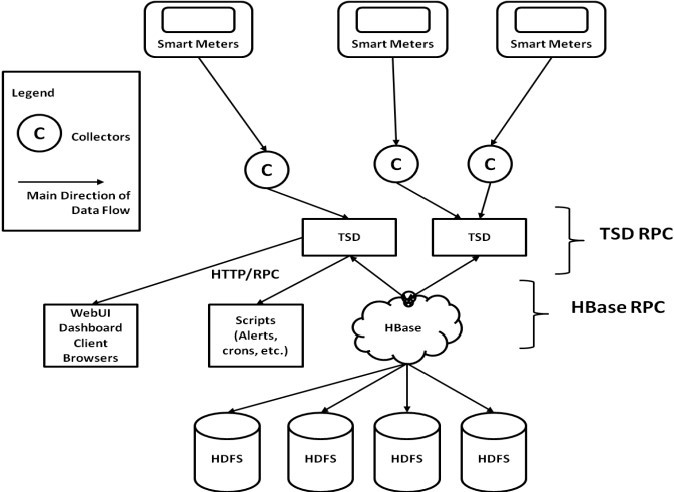 Smart Meters
Smart Meters
Smart Meters
Legend
C
Collectors
Main Direction of
Data Flow
C
C
C
TSD
TSD
TSD RPC
HTTP/RPC
WebUI
Dashboard
Client
Browsers
Scripts
(Alerts,
crons, etc.)
HBase
HBase RPC
HDFS
HDFS
HDFS
HDFS